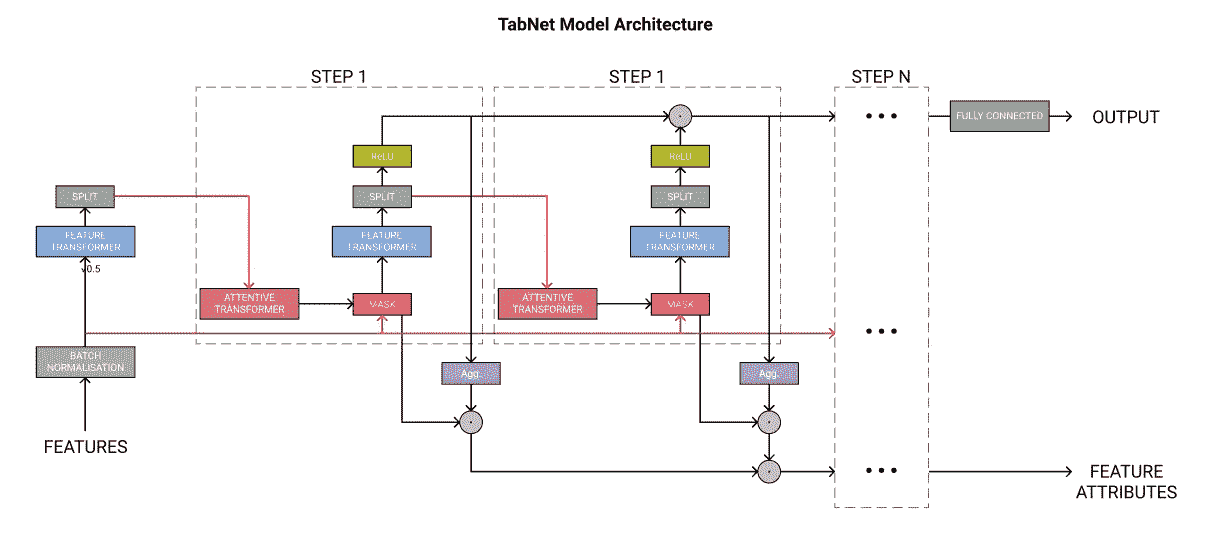 TabNet Model Architecture
STEP 1
STEP 1
STEP N
FULLY CONNECTED
OUTPUT
ReLU
ReLU
SPLIT
SPLIT
SPLIT
FEATURE
TRANSFORMER
FEATURE
TRANSFORMER
FEATURE
TRANSFORMER
√0.5
ATTENTIVE
TRANSFORMER
MASK
ATTENTIVE
TRANSFORMER
MASK
BATCH
NORMALISATION
Agg.
Agg.
FEATURES
FEATURE
ATTRIBUTES